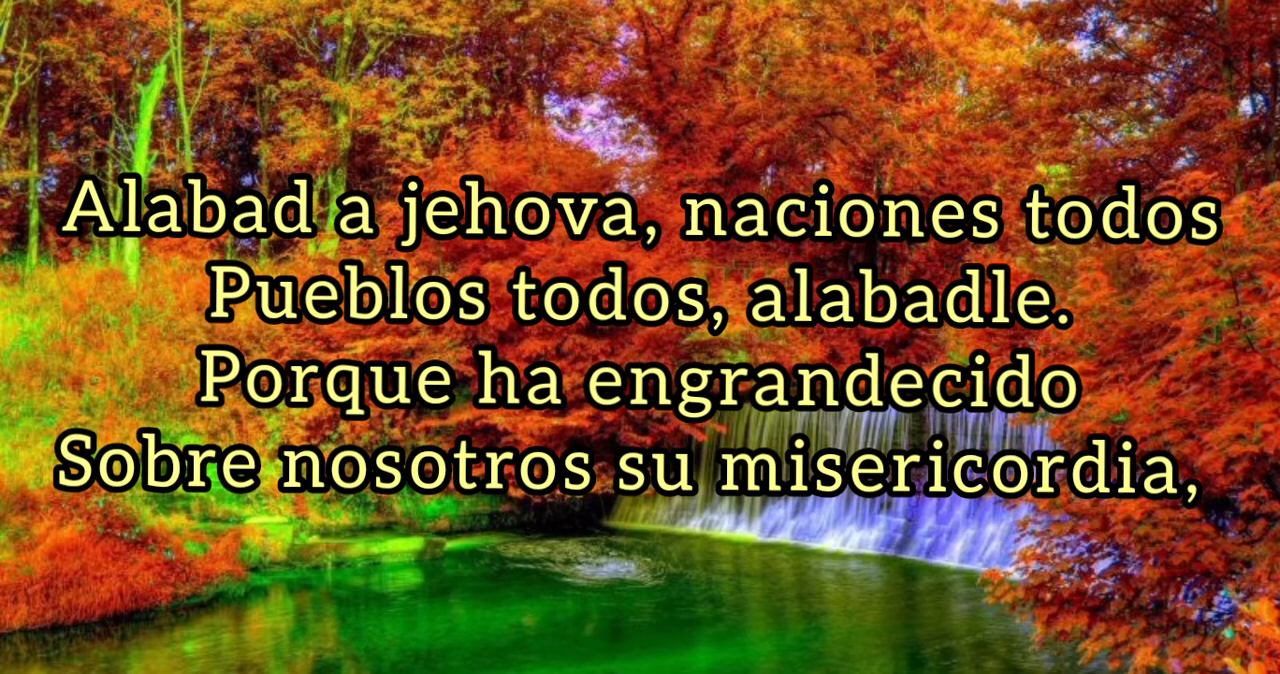 Alabad a jehova, naciones todos
Pueblos todos, alabadle.
Porque ha engrandecido
Sobre nosotros su misericordia,